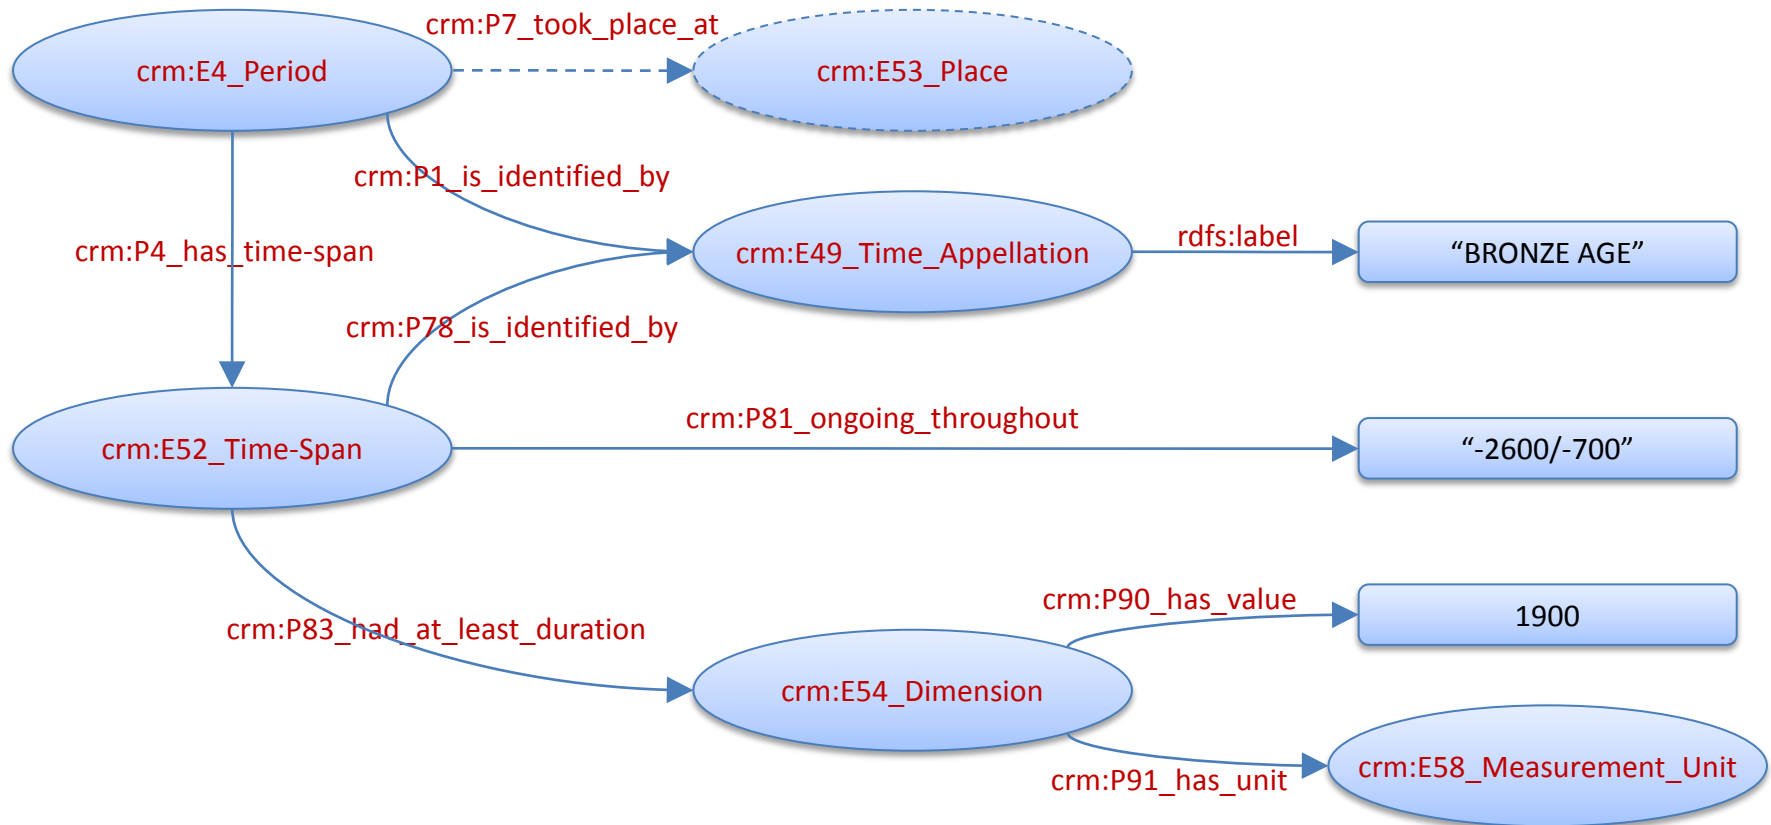 crm:P7_took_place_at
crm:E4_Period
crm:E53_Place
crm:P1_is_identified_by
crm:P4_has_time-span
crm:E49_Time_Appellation
rdfs:label
“BRONZE AGE”
crm:P78_is_identified_by
crm:P81_ongoing_throughout
crm:E52_Time-Span
“-2600/-700”
crm:P83_had_at_least_duration
crm:P90_has_value
1900
crm:E54_Dimension
crm:P91_has_unit
crm:E58_Measurement_Unit